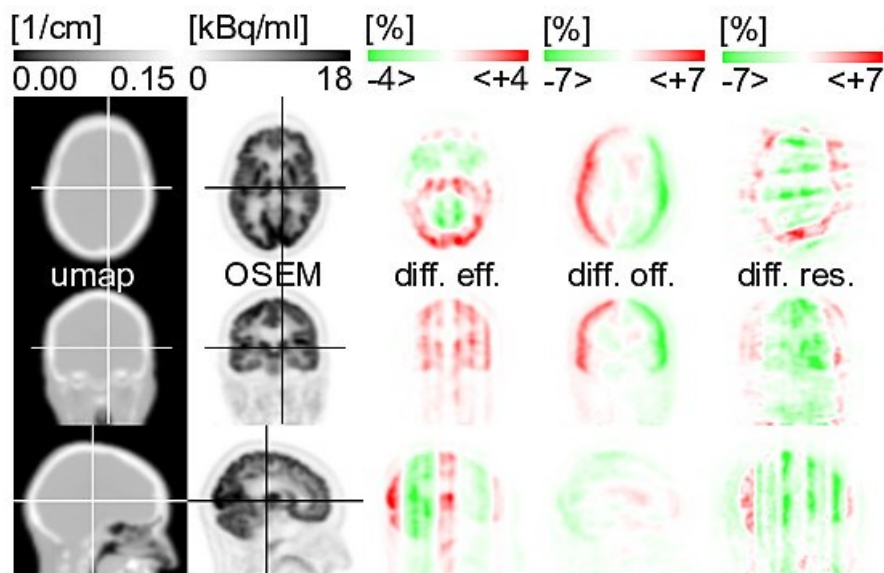 [1/cm] [kBq/ml] [%] [%] [%]
0.00 0.15 0 18 -4> <+4 -7> <+7 -7> <+7
umap OSEM diff. eff. diff. off. diff. res.